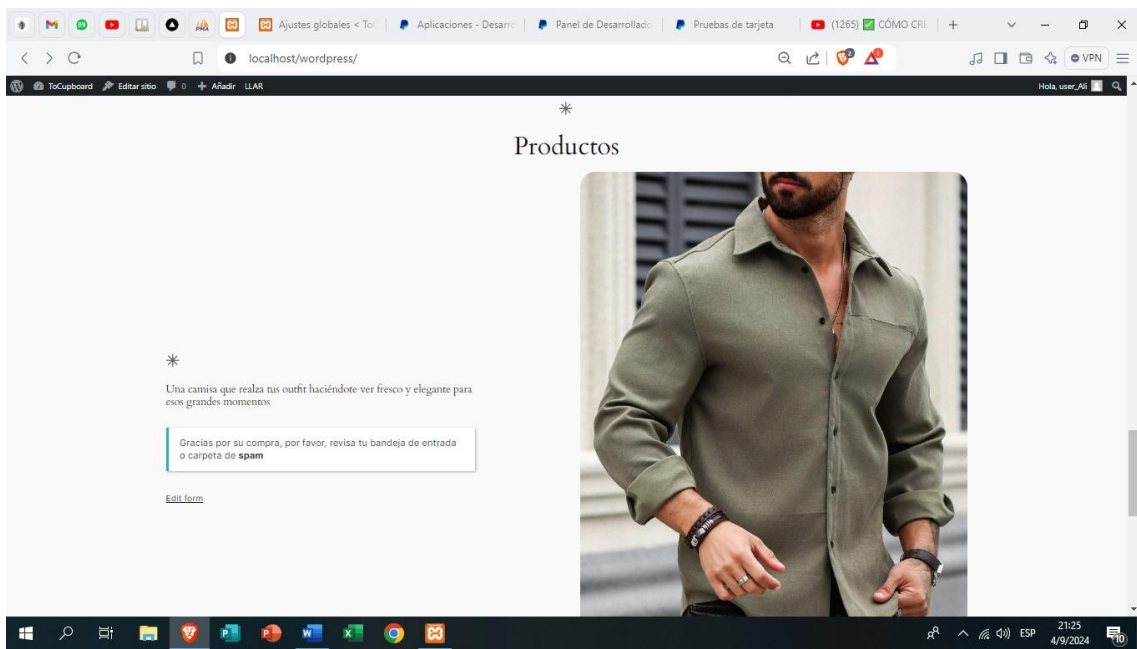 Ajustes globales < To
Aplicaciones - Desarro
Panel de Desarrollado
Pruebas de tarjeta
(1265) ✅ CÓMO CRE
localhost/wordpress/
VPN
ToCupboard Editar sitio 0 + Añadir LLAR
Hola, user_Ali
Productos
Una camisa que realza tus outfit haciéndote ver fresco y elegante para
esos grandes momentos
Gracias por su compra, por favor, revisa tu bandeja de entrada
o carpeta de spam
Edit form
ESP
21:25
4/9/2024